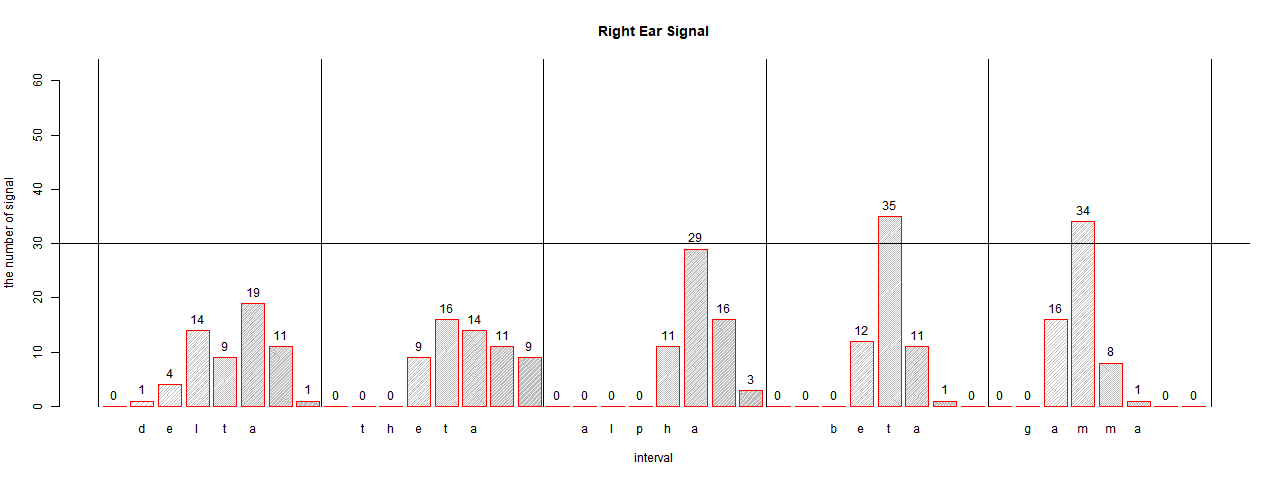 Right Ear Signal
the number of signal
60
50
40
30
20
10
0
0 1 4 14 9 19 11 1 0 0 0 9 16 14 11 9 0 0 0 0 11 29 16 3 0 0 0 12 35 11 1 0 0 0 16 34 8 1 0 0
d e l t a t h e t a a l p h a b e t a g a m m a
interval